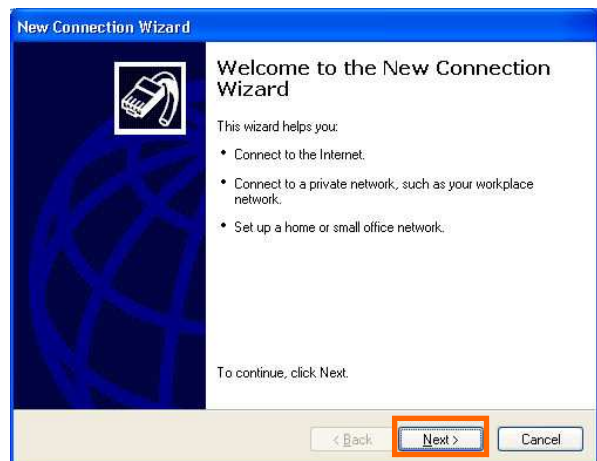 New Connection Wizard
Welcome to the New Connection
Wizard
This wizard helps you:
• Connect to the Internet.
• Connect to a private network, such as your workplace
network.
• Set up a home or small office network.
To continue, click Next.
< Back
Next >
Cancel